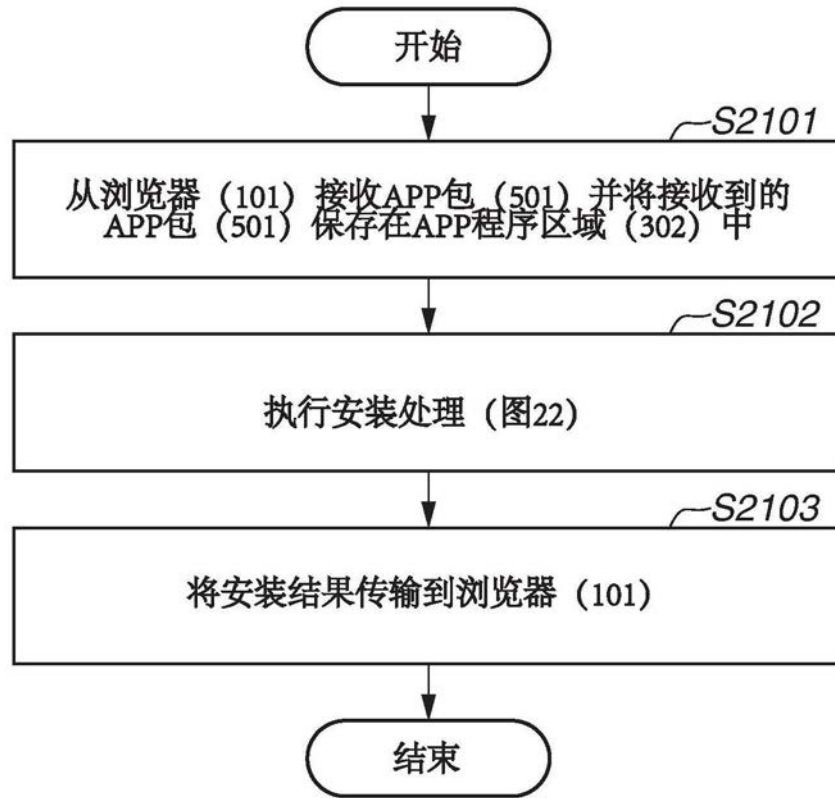 开始
S2101
从浏览器（101）接收APP包（501）并将接收到的
APP包（501）保存在APP程序区域（302）中
S2102
执行安装处理（图22）
S2103
将安装结果传输到浏览器（101）
结束